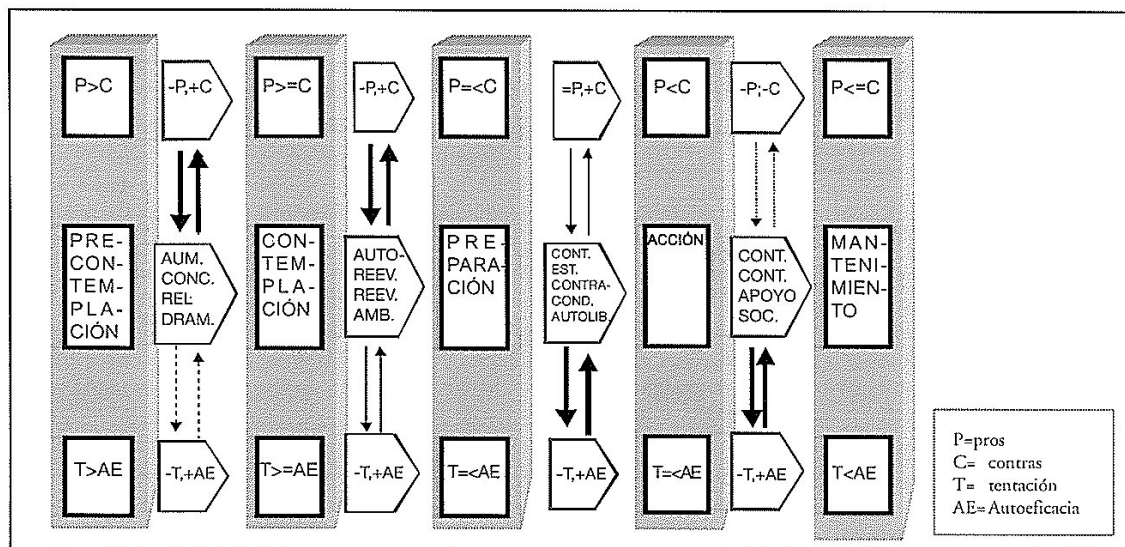 P>C
-P,+C
P>=C
-P,+C
P=<C
=P,+C
P<C
-P;-C
P<=C
PRE-
CON-
TEM-
PLA-
CIÓN
AUM.
CONC.
REL:
DRAM.
CON-
TEM-
PLA-
CIÓN
AUTO-
REEV.
REEV.
AMB.
PRE-
PARA-
CIÓN
CONT.
EST.
CONTRA-
COND.
AUTOLIB.
ACCIÓN
CONT.
CONT.
APOYO
SOC.
MAN-
TENI-
MIEN-
TO
T>AE
-T,+AE
T>=AE
-T,+AE
T=<AE
-T,+AE
T=<AE
-T,+AE
T<AE
P=pros
C= contras
T= tentación
AE=Autoeficacia